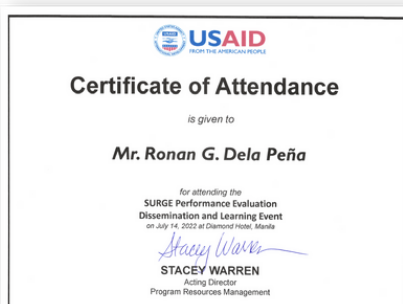 USAID
FROM THE AMERICAN PEOPLE
Certificate of Attendance
is given to
Mr. Ronan G. Dela Peña
for attending the
SURGE Performance Evaluation
Dissemination and Learning Event
on July 14, 2022 at Diamond Hotel, Manila
Stacey Warren
STACEY WARREN
Acting Director
Program Resources Management